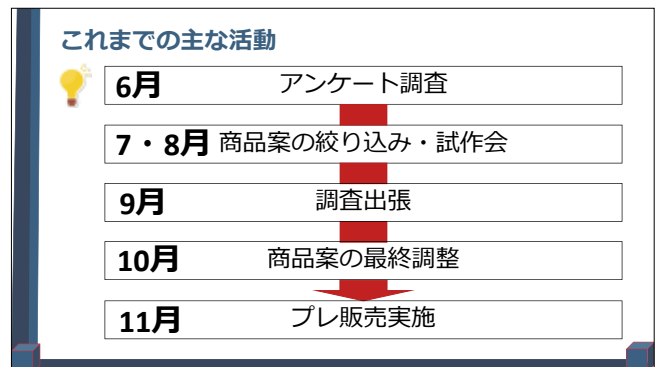 これまでの主な活動
6月 アンケート調査
7・8月 商品案の絞り込み・試作会
9月 調査出張
10月 商品案の最終調整
11月 プレ販売実施